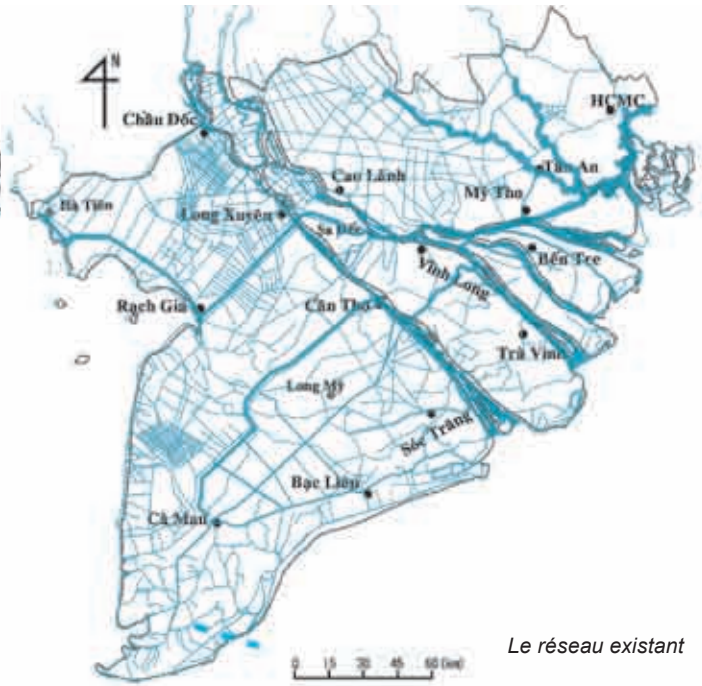 N
HCMC
Châu Đốc
Tân An
Cao Lãnh
Mỹ Tho
Hà Tiên
Long Xuyên
Sa Đéc
Bến Tre
Vĩnh Long
Rạch Giá
Cần Thơ
Trà Vinh
Long Mỹ
Sóc Trăng
Bạc Liêu
Cà Mau
Le réseau existant
0 15 30 45 60 (km)